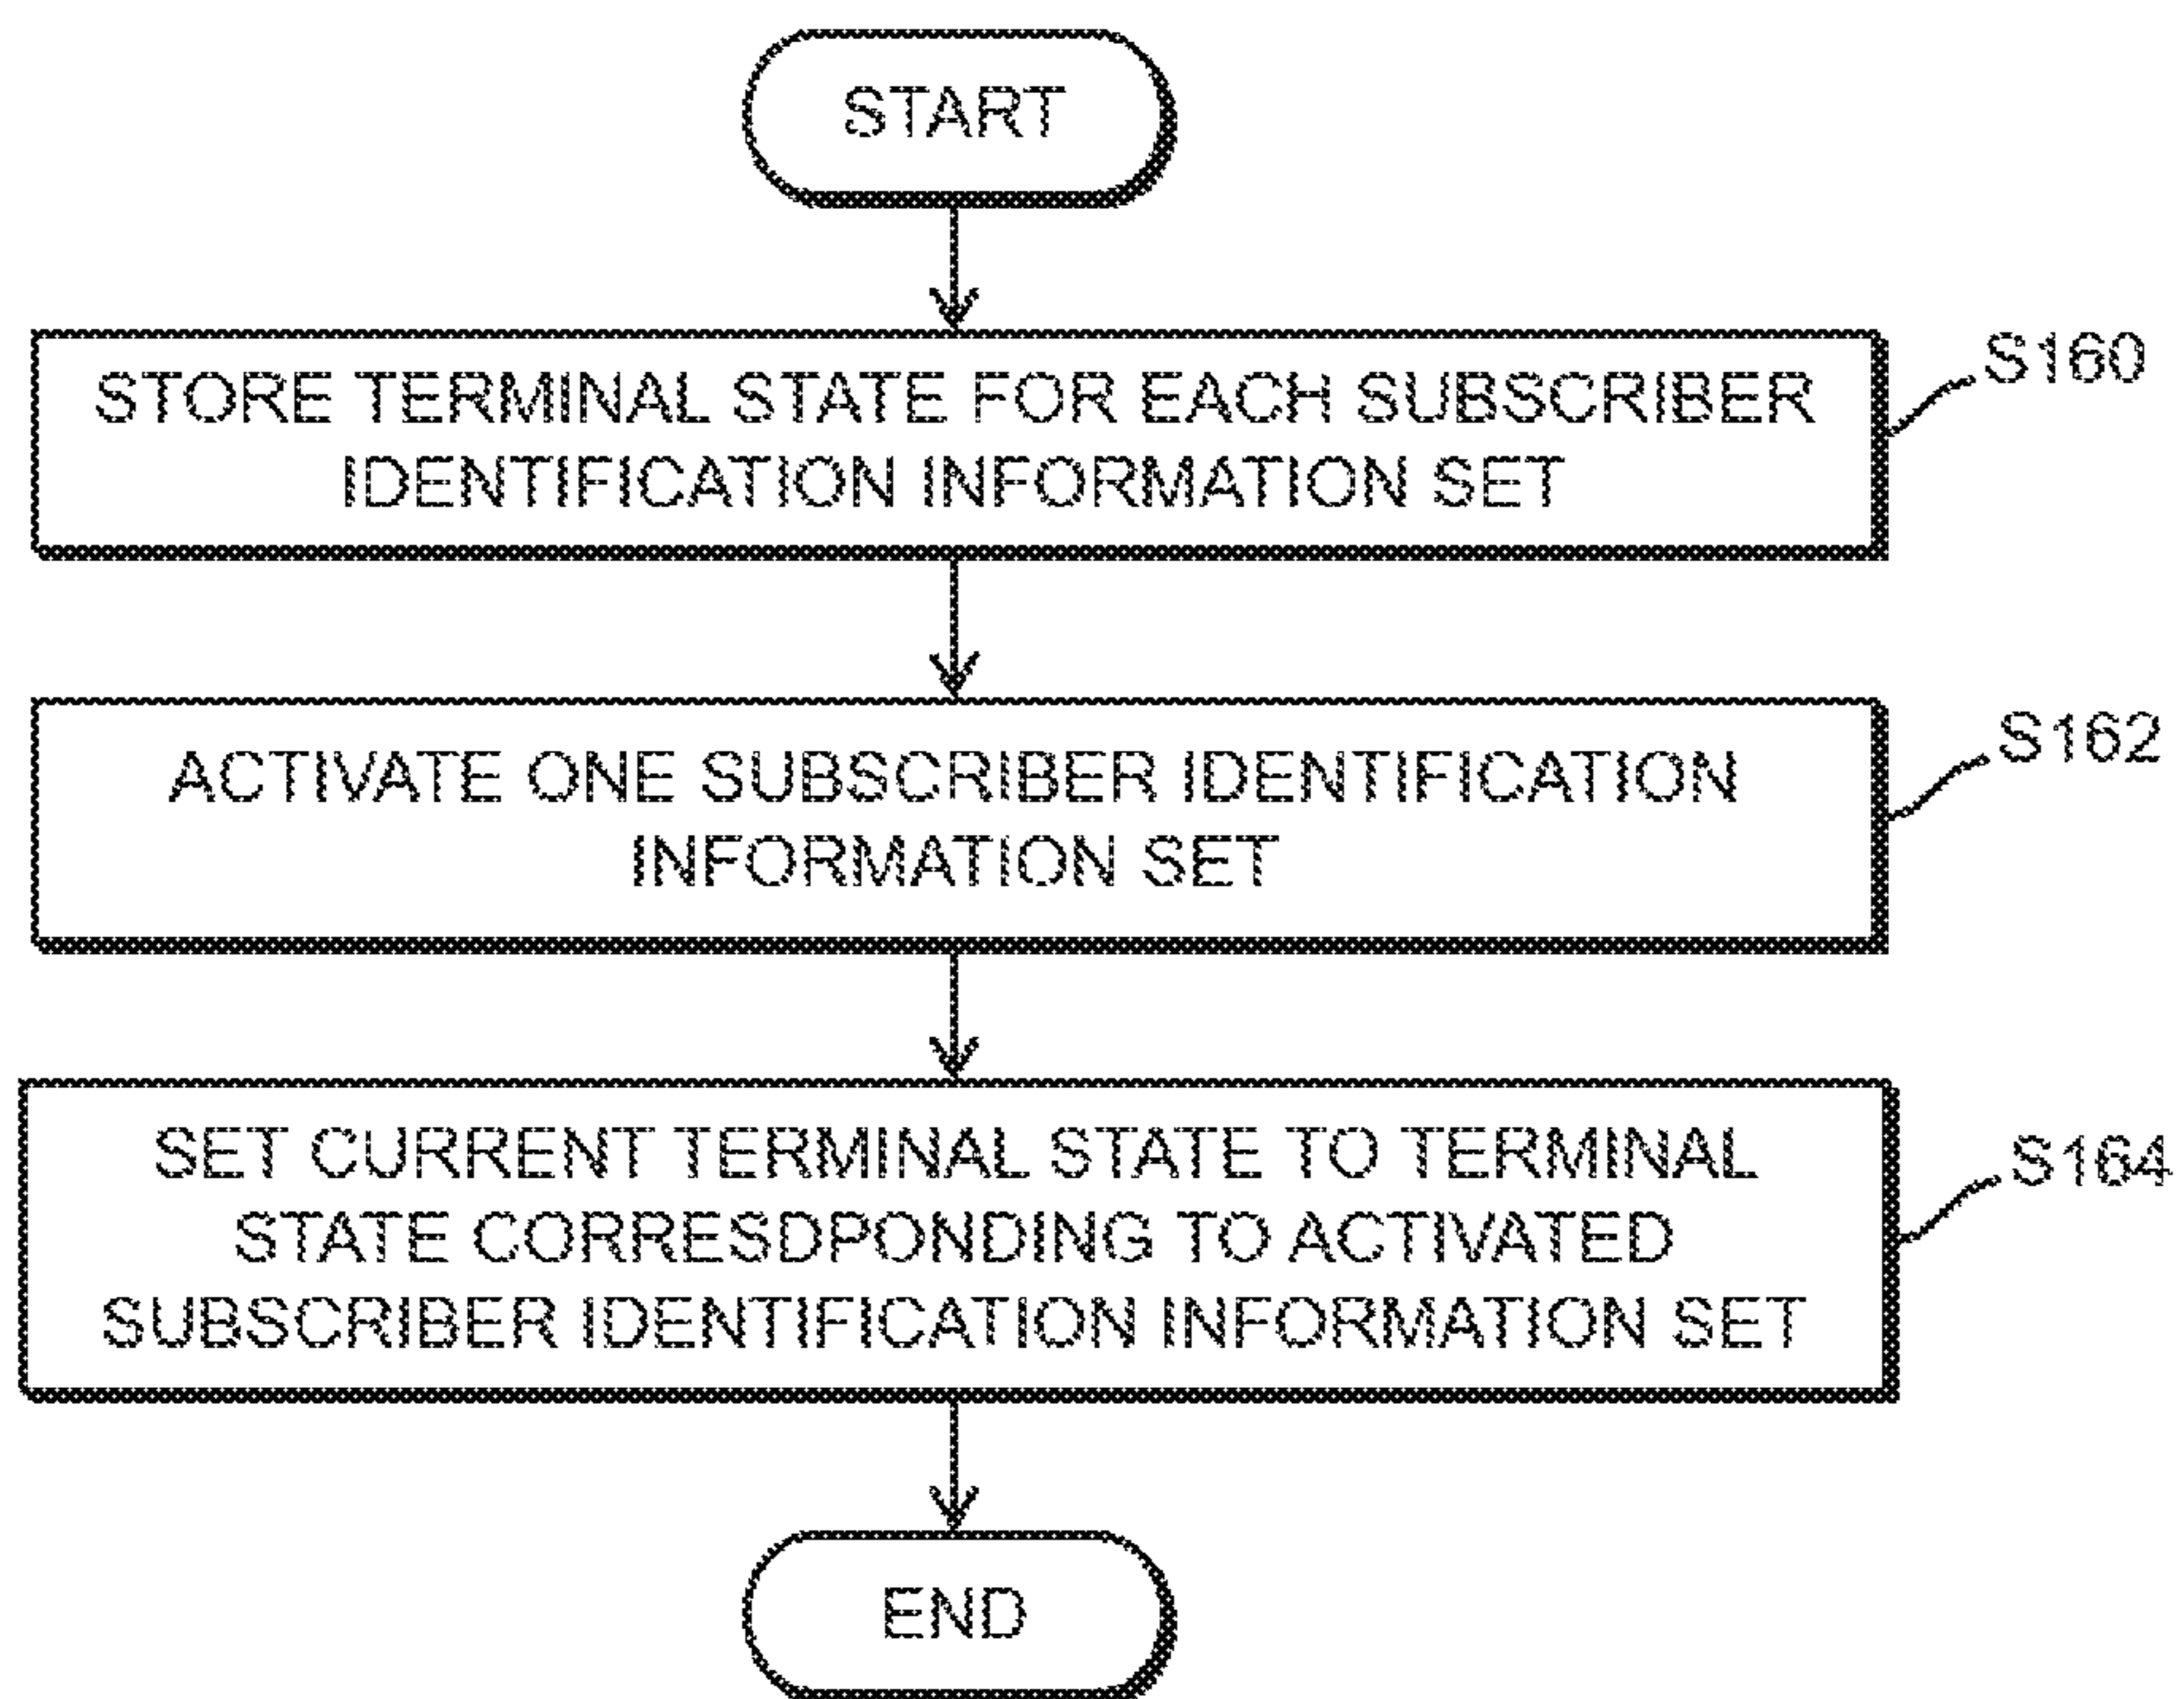 START
STORE TERMINAL STATE FOR EACH SUBSCRIBER
IDENTIFICATION INFORMATION SET
S160
ACTIVATE ONE SUBSCRIBER IDENTIFICATION
INFORMATION SET
S162
SET CURRENT TERMINAL STATE TO TERMINAL
STATE CORRESDPONDING TO ACTIVATED
SUBSCRIBER IDENTIFICATION INFORMATION SET
S164
END